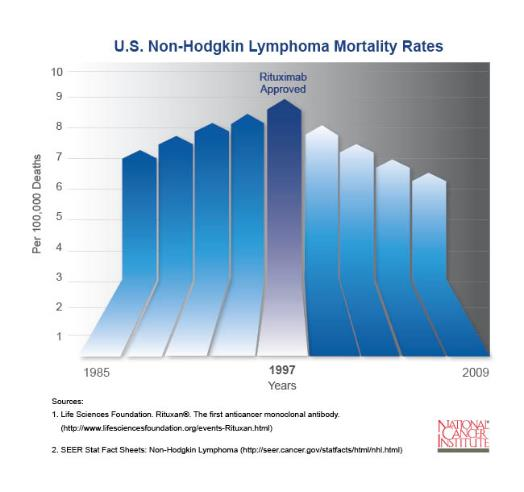 U.S. Non-Hodgkin Lymphoma Mortality Rates
Rituximab
Approved
10
9
8
7
6
5
4
3
2
1
Per 100,000 Deaths
1985
1997
2009
Years
Sources:
1. Life Sciences Foundation. Rituxan®. The first anticancer monoclonal antibody.
(http://www.lifesciencesfoundation.org/events-Rituxan.html)
2. SEER Stat Fact Sheets: Non-Hodgkin Lymphoma (http://seer.cancer.gov/statfacts/html/nhl.html)
NATIONAL
CANCER
INSTITUTE